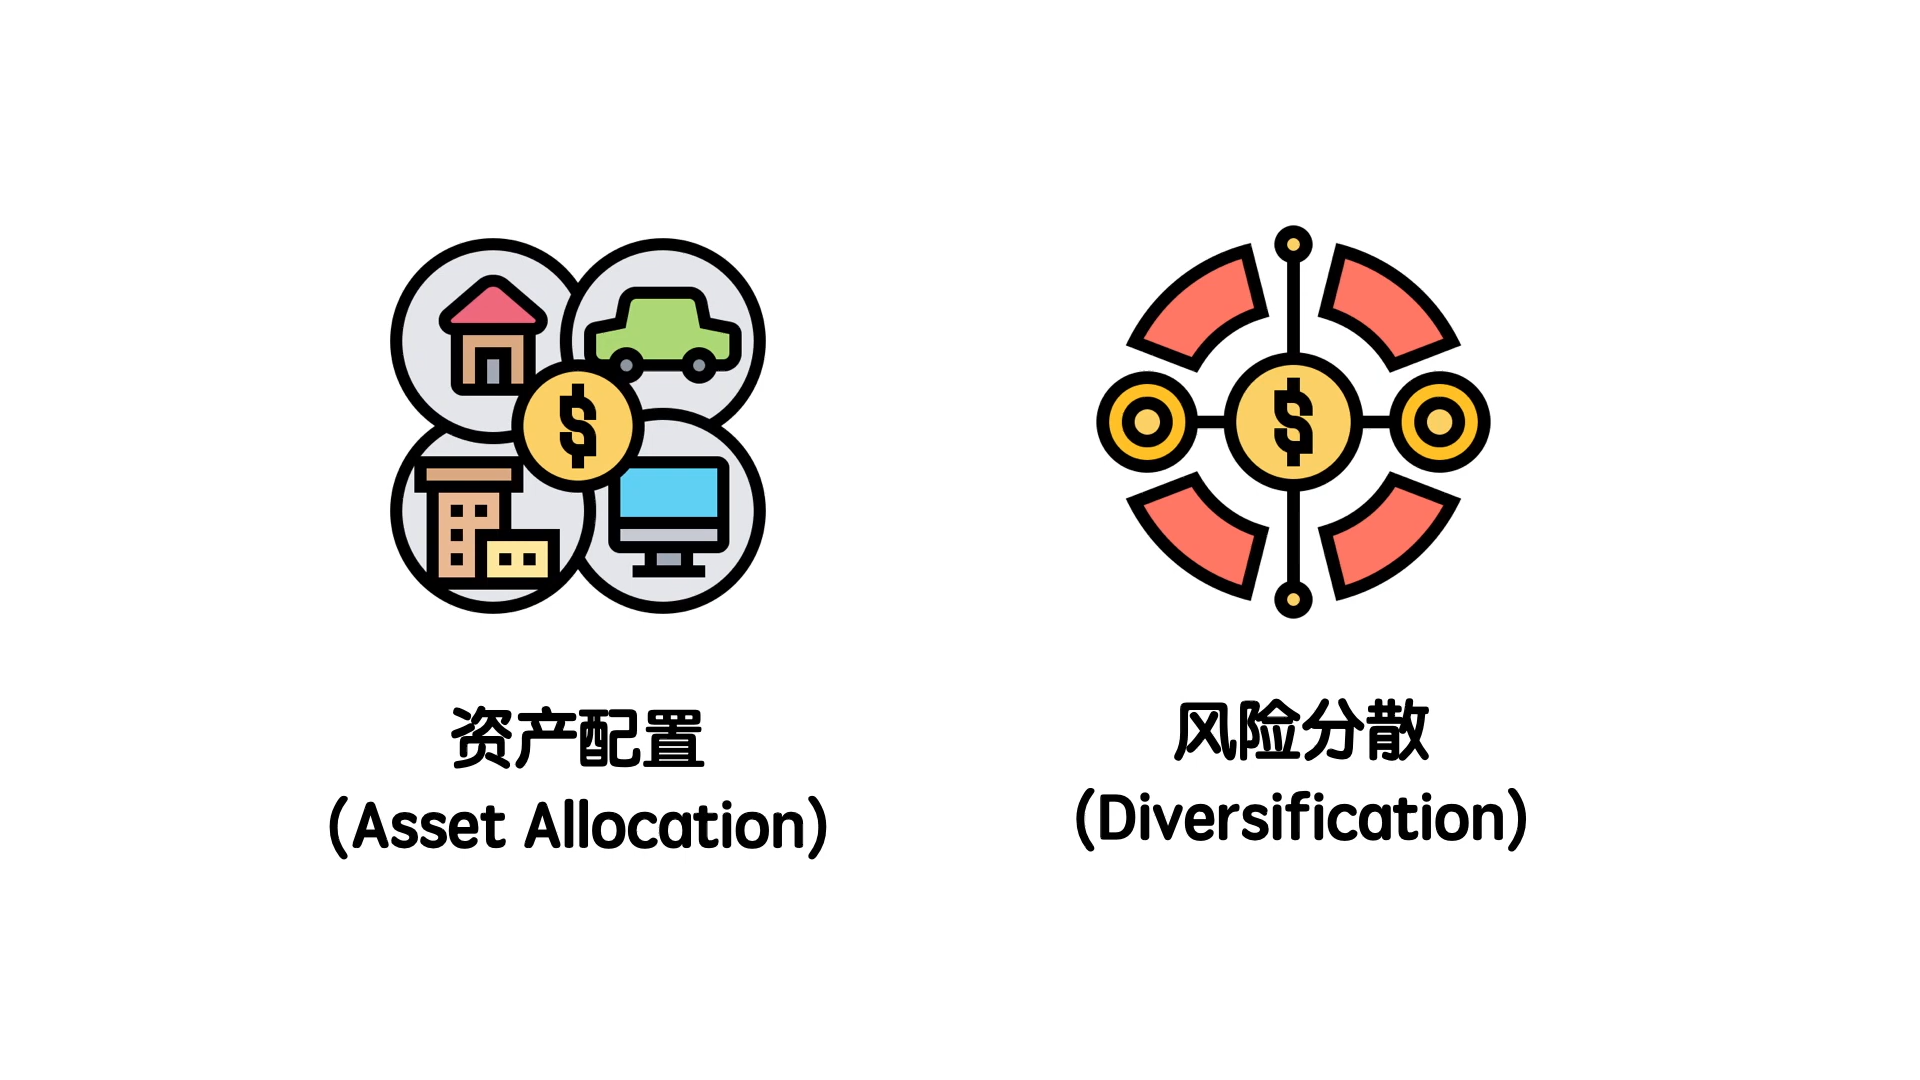 $
资产配置
(Asset Allocation)
$
风险分散
(Diversification)